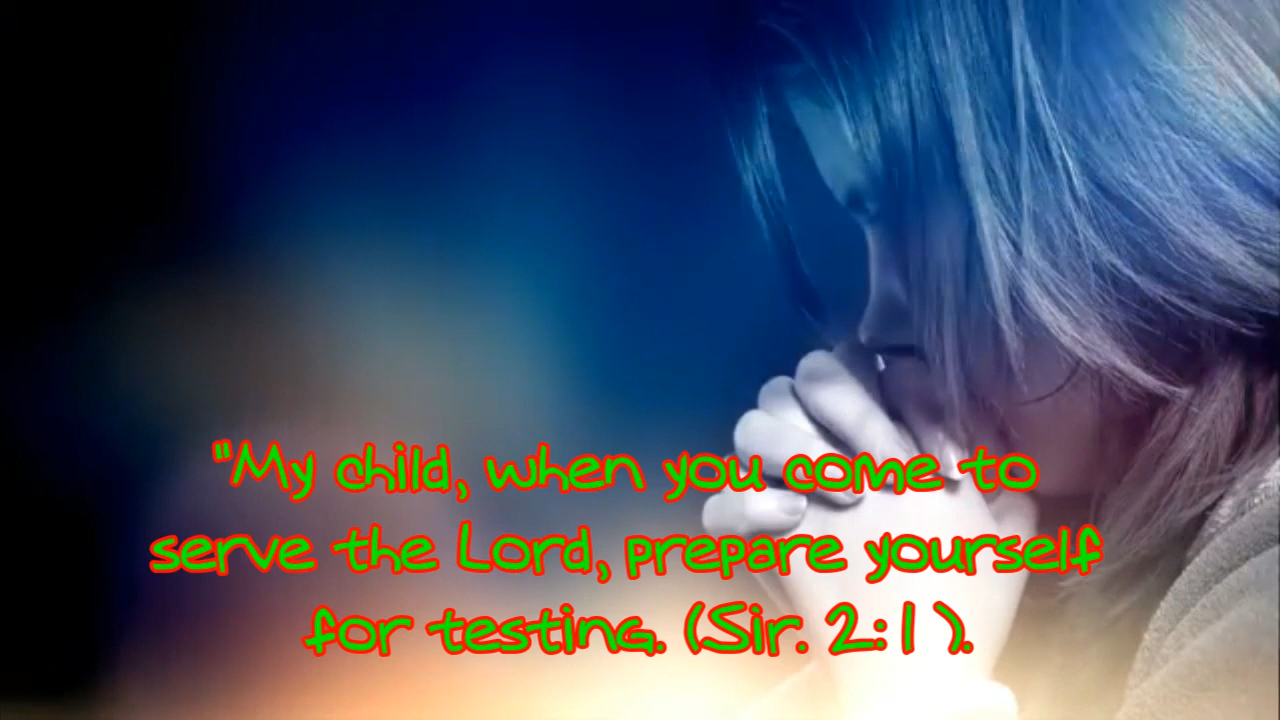 "My child, when you come to
serve the Lord, prepare yourself
for testing. (Sir. 2:1 ).